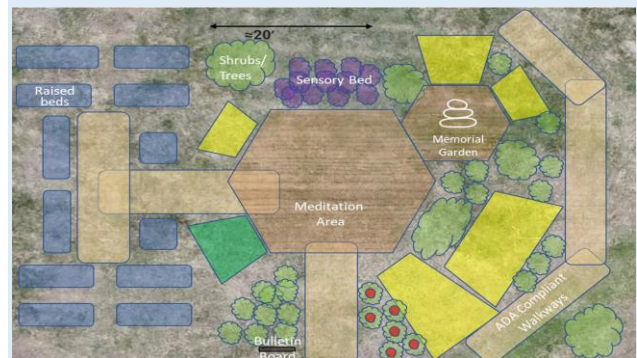 ≈20'
Shrubs/
Trees
Sensory Bed
Raised
beds
Memorial
Garden
Meditation
Area
ADA Compliant
Walkways
Bulletin
Board